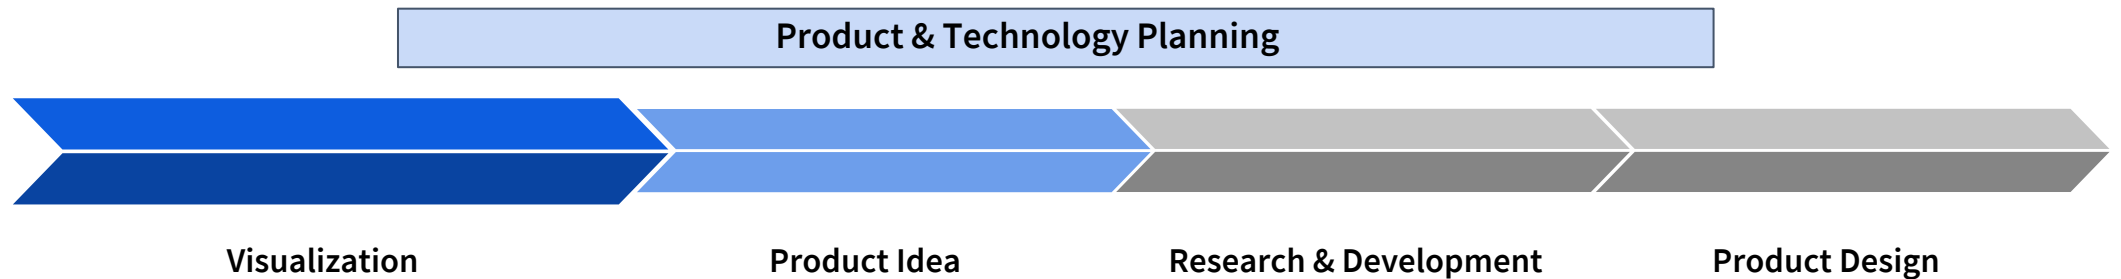 Product & Technology Planning
Visualization
Product Idea
Research & Development
Product Design